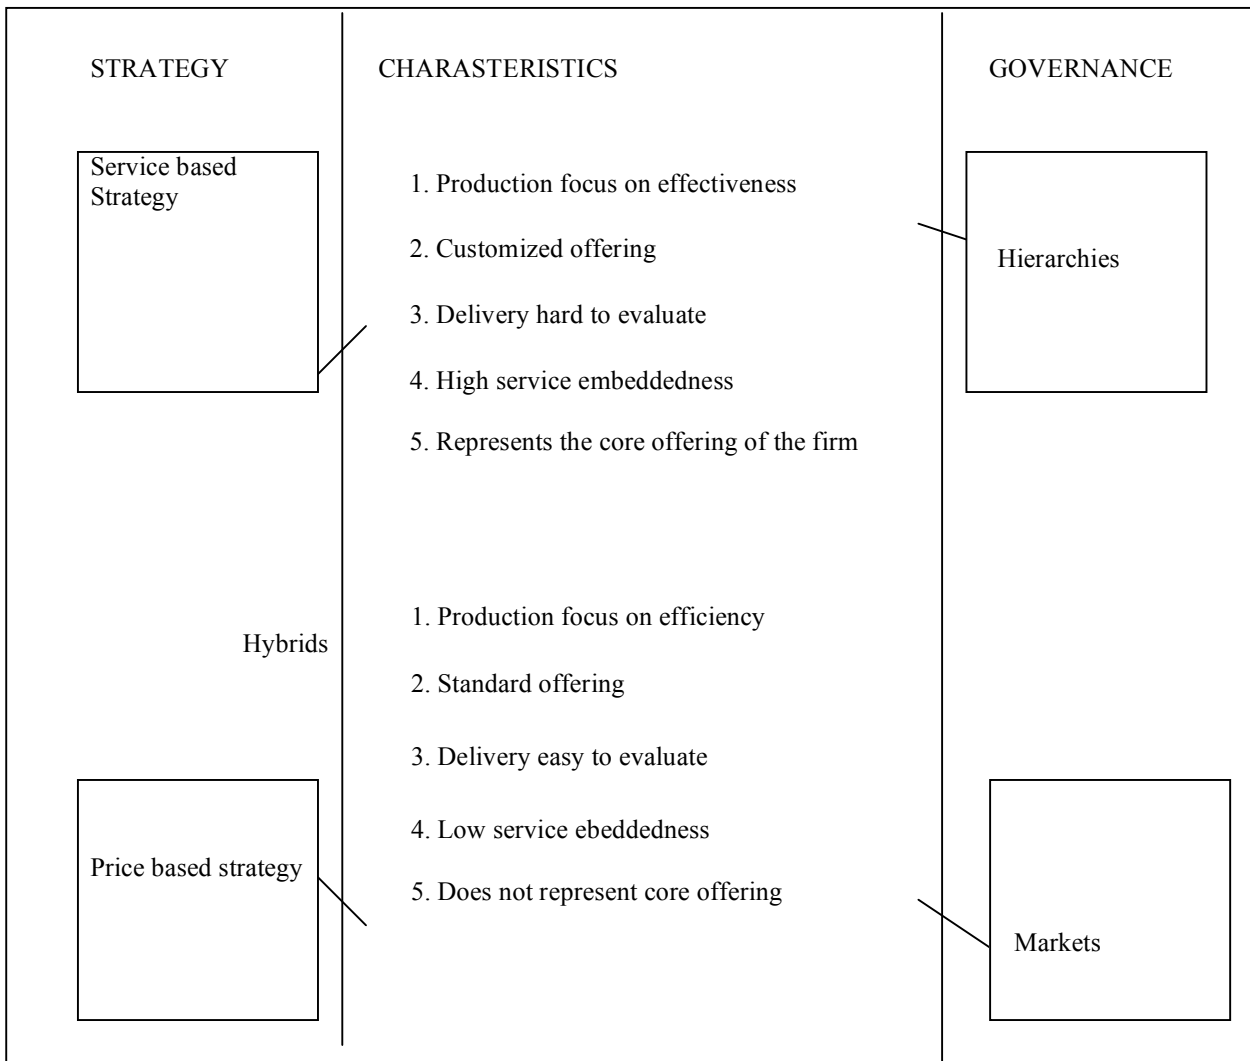 STRATEGY
CHARASTERISTICS
GOVERNANCE
Service based
Strategy
1. Production focus on effectiveness
2. Customized offering
3. Delivery hard to evaluate
4. High service embeddedness
5. Represents the core offering of the firm
Hierarchies
Hybrids
1. Production focus on efficiency
2. Standard offering
3. Delivery easy to evaluate
4. Low service ebeddedness
5. Does not represent core offering
Price based strategy
Markets